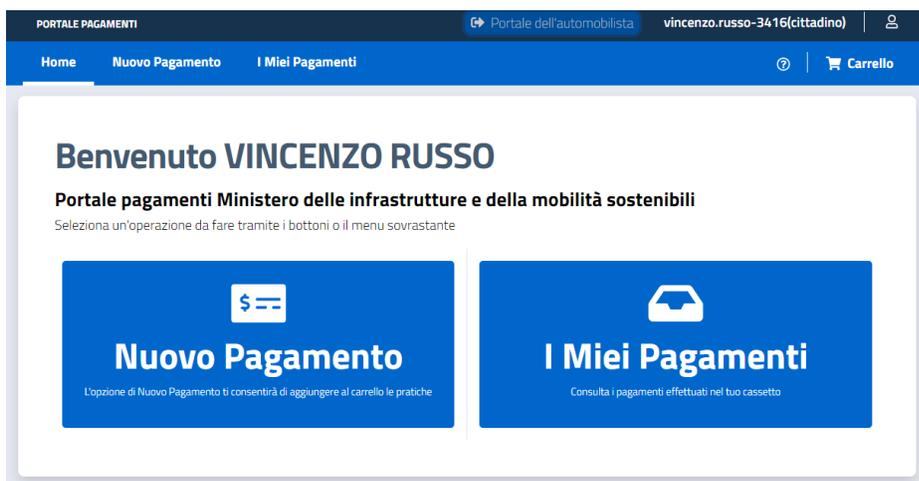 PORTALE PAGAMENTI
Portale dell'automobilista
vincenzo.russo-3416(cittadino)
Home
Nuovo Pagamento
I Miei Pagamenti
Carrello
Benvenuto VINCENZO RUSSO
Portale pagamenti Ministero delle infrastrutture e della mobilità sostenibili
Seleziona un'operazione da fare tramite i bottoni o il menu sovrastante
Nuovo Pagamento
L'opzione di Nuovo Pagamento ti consentirà di aggiungere al carrello le pratiche
I Miei Pagamenti
Consulta i pagamenti effettuati nel tuo cassetto